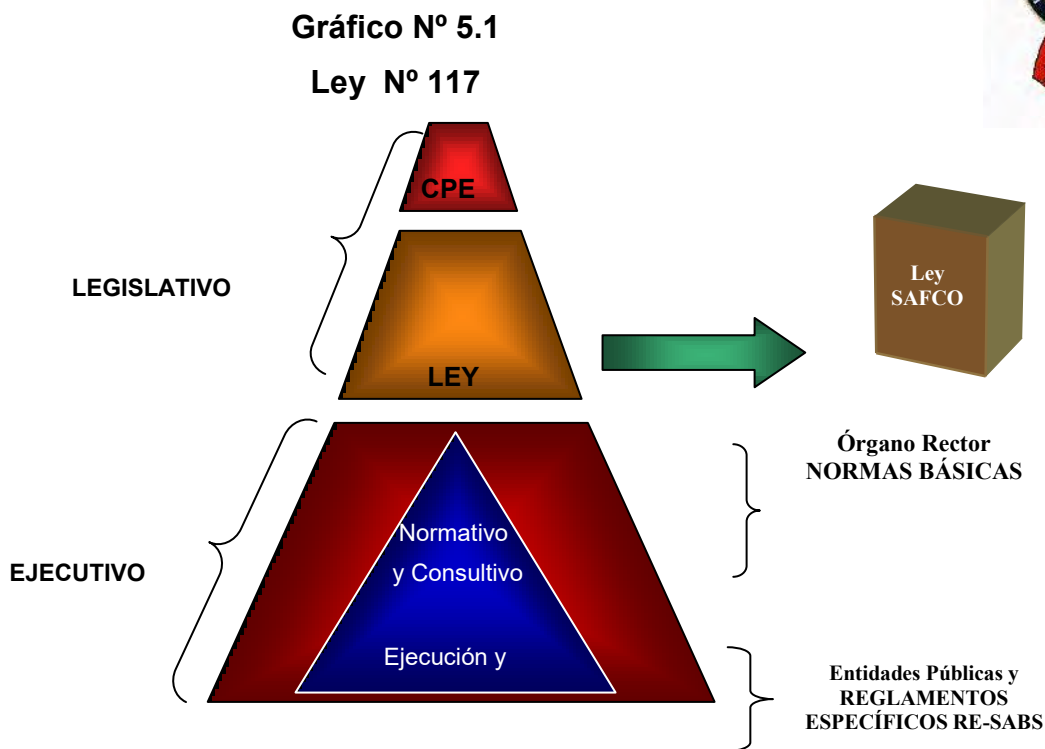 Gráfico Nº 5.1
Ley Nº 117
CPE
LEGISLATIVO
LEY
Ley
SAFCO
Órgano Rector
NORMAS BÁSICAS
EJECUTIVO
Normativo
y Consultivo
Ejecución y
Entidades Públicas y
REGLAMENTOS
ESPECÍFICOS RE-SABS